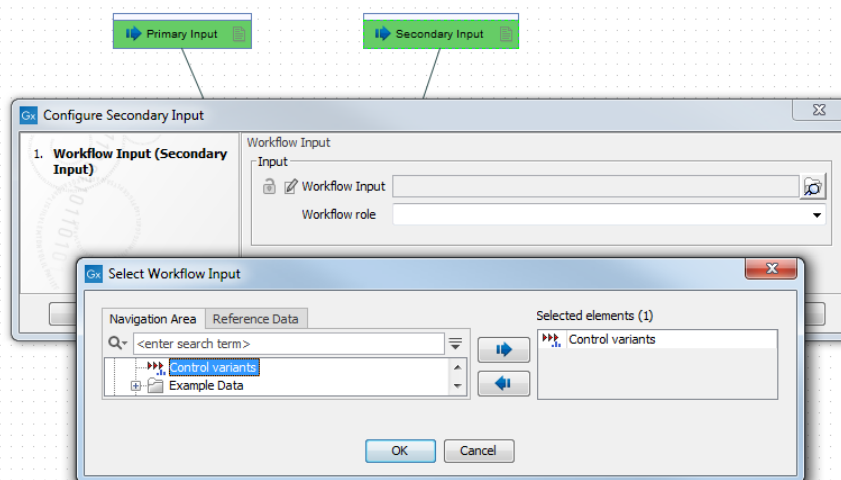 Primary Input
Secondary Input
Gx Configure Secondary Input
1. Workflow Input (Secondary
Input)
Workflow Input
Input
Workflow Input
Workflow role
Gx Select Workflow Input
Navigation Area
Reference Data
<enter search term>
Control variants
Example Data
Selected elements (1)
Control variants
OK
Cancel